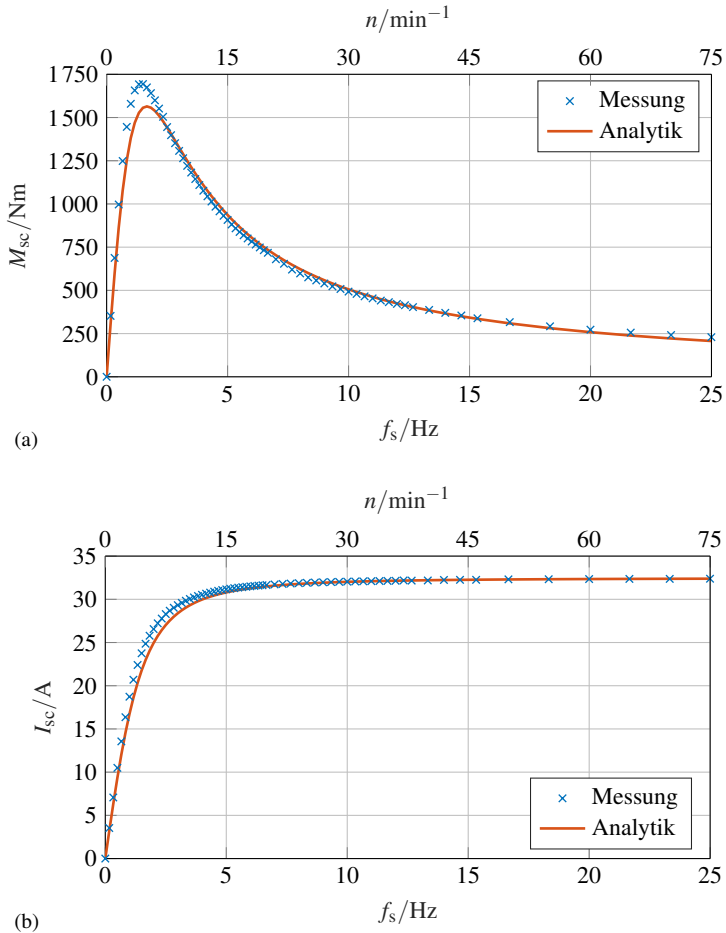 n/min⁻¹
0 15 30 45 60 75
1 750
1 500
1 250
1 000
750
500
250
0
M_sc/Nm
Messung
Analytik
0 5 10 15 20 25
f_s/Hz
(a)
n/min⁻¹
0 15 30 45 60 75
35
30
25
20
15
10
5
0
I_sc/A
Messung
Analytik
0 5 10 15 20 25
f_s/Hz
(b)